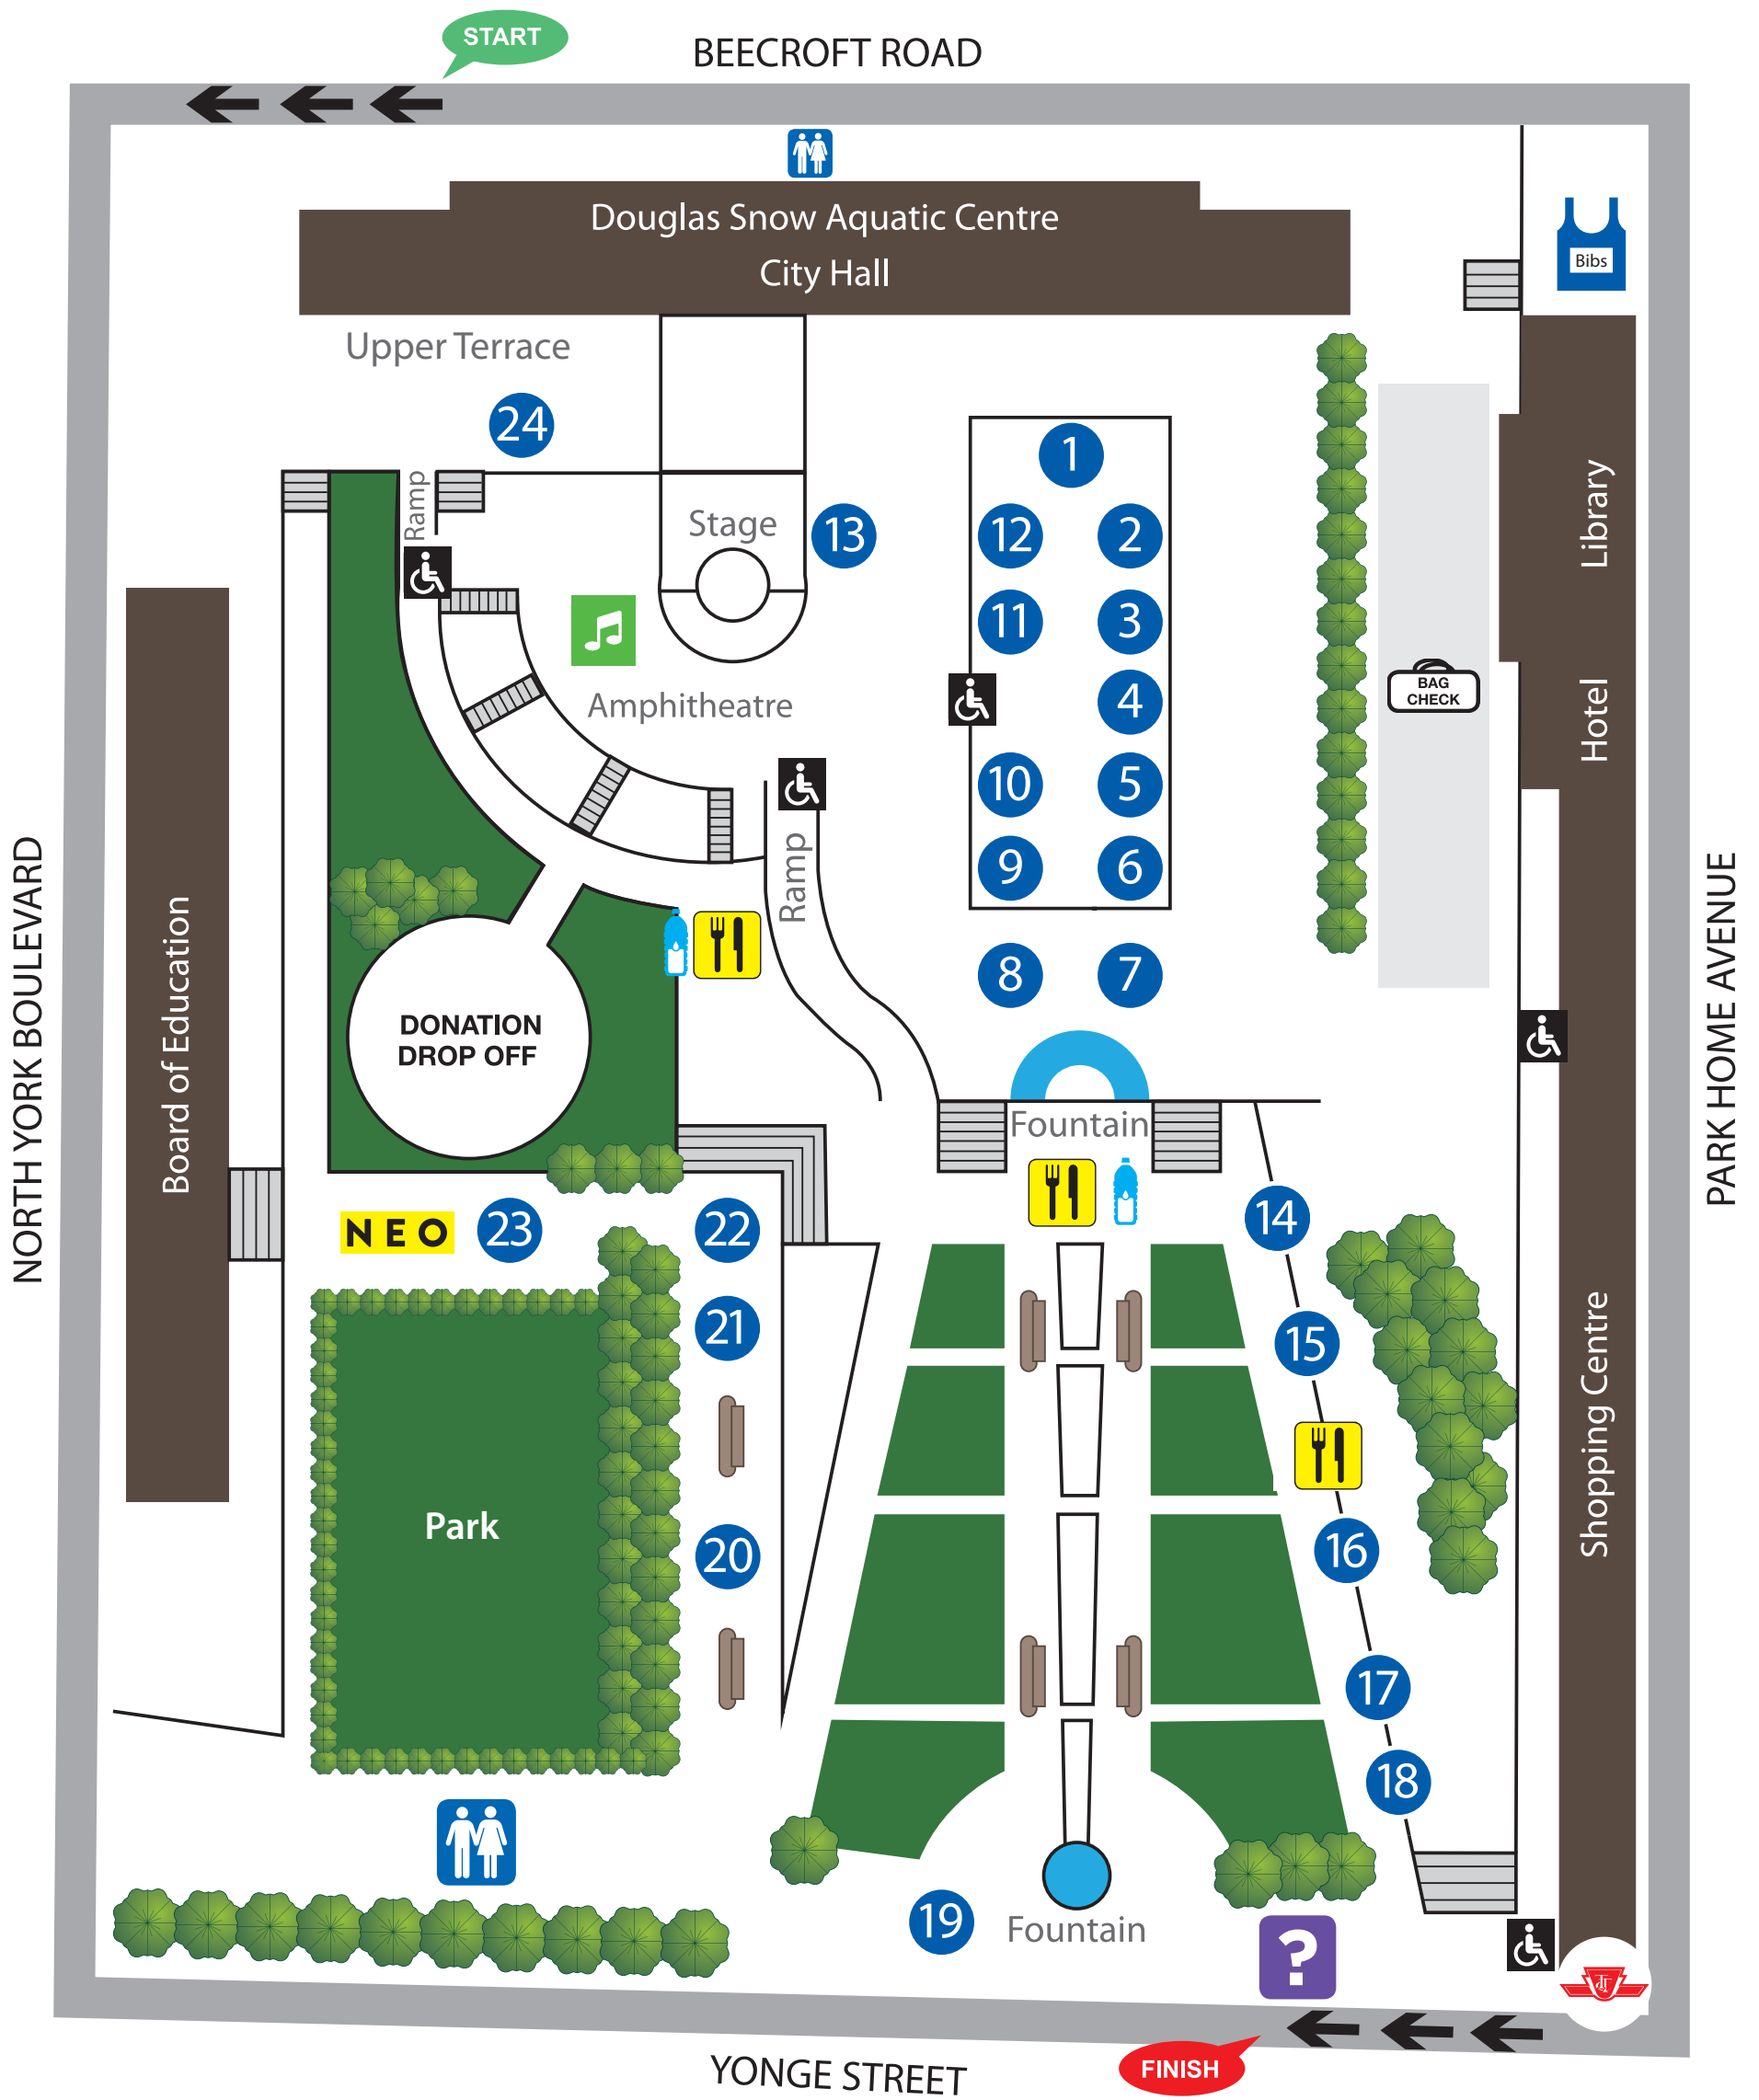 START
BEECROFT ROAD
Douglas Snow Aquatic Centre
City Hall
Bibs
Upper Terrace
24
1
Ramp
Stage
13
12
2
Library
11
3
BAG
CHECK
Amphitheatre
4
Hotel
10
5
Ramp
9
6
NORTH YORK BOULEVARD
Board of Education
PARK HOME AVENUE
8
7
DONATION
DROP OFF
Fountain
14
NEO
23
22
21
15
Shopping Centre
Park
20
16
17
18
19
Fountain
?
TTC
YONGE STREET
FINISH